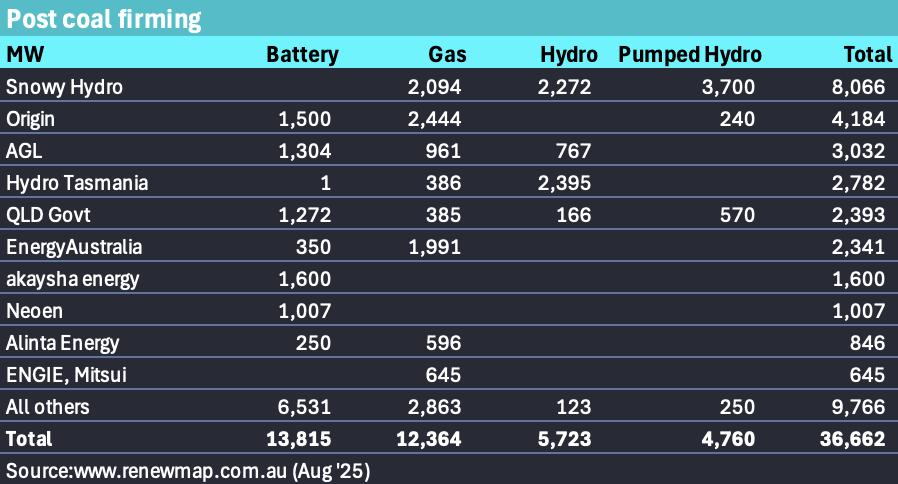 Post coal firming
MW Battery Gas Hydro Pumped Hydro Total
Snowy Hydro 2,094 2,272 3,700 8,066
Origin 1,500 2,444 240 4,184
AGL 1,304 961 767 3,032
Hydro Tasmania 1 386 2,395 2,782
QLD Govt 1,272 385 166 570 2,393
EnergyAustralia 350 1,991 2,341
akaysha energy 1,600 1,600
Neoen 1,007 1,007
Alinta Energy 250 596 846
ENGIE, Mitsui 645 645
All others 6,531 2,863 123 250 9,766
Total 13,815 12,364 5,723 4,760 36,662
Source:www.renewmap.com.au (Aug '25)